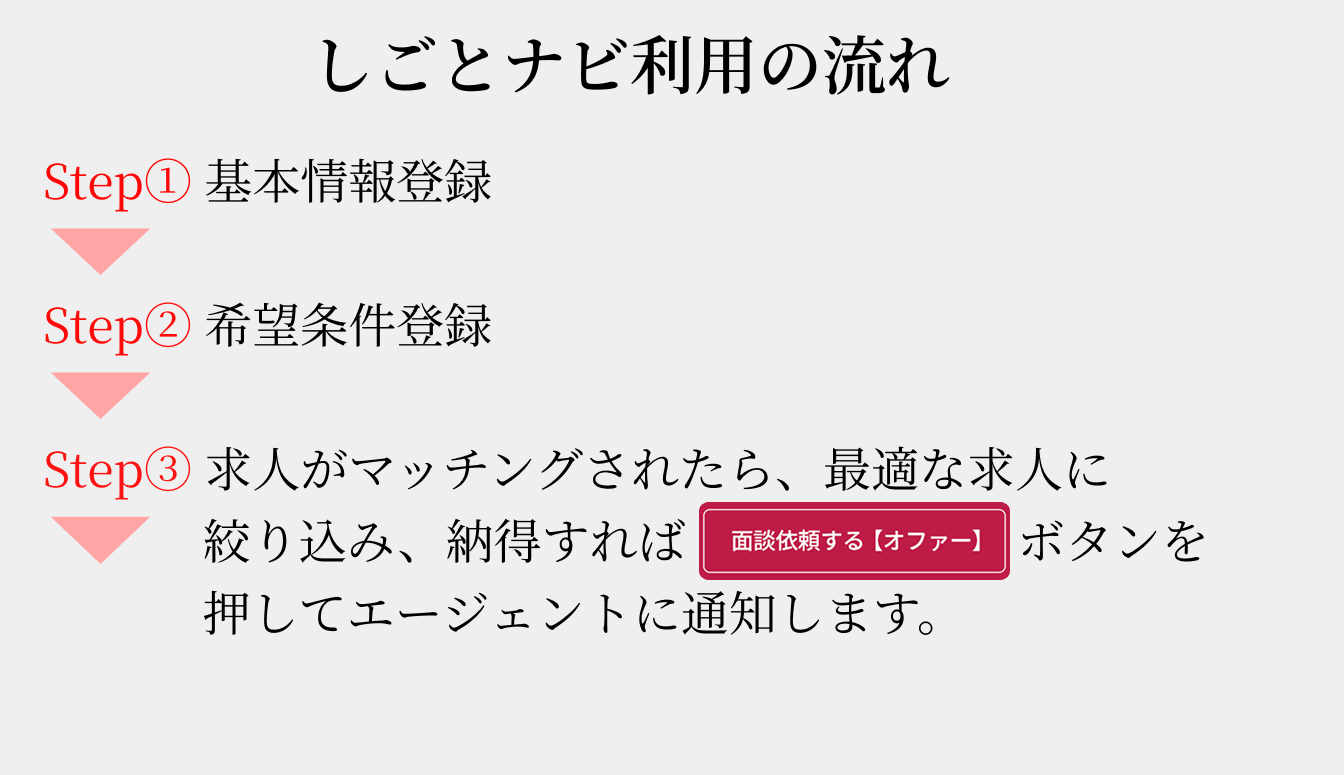 しごとナビ利用の流れ
Step① 基本情報登録
Step② 希望条件登録
Step③ 求人がマッチングされたら、最適な求人に
絞り込み、納得すれば 面談依頼する【オファー】 ボタンを
押してエージェントに通知します。